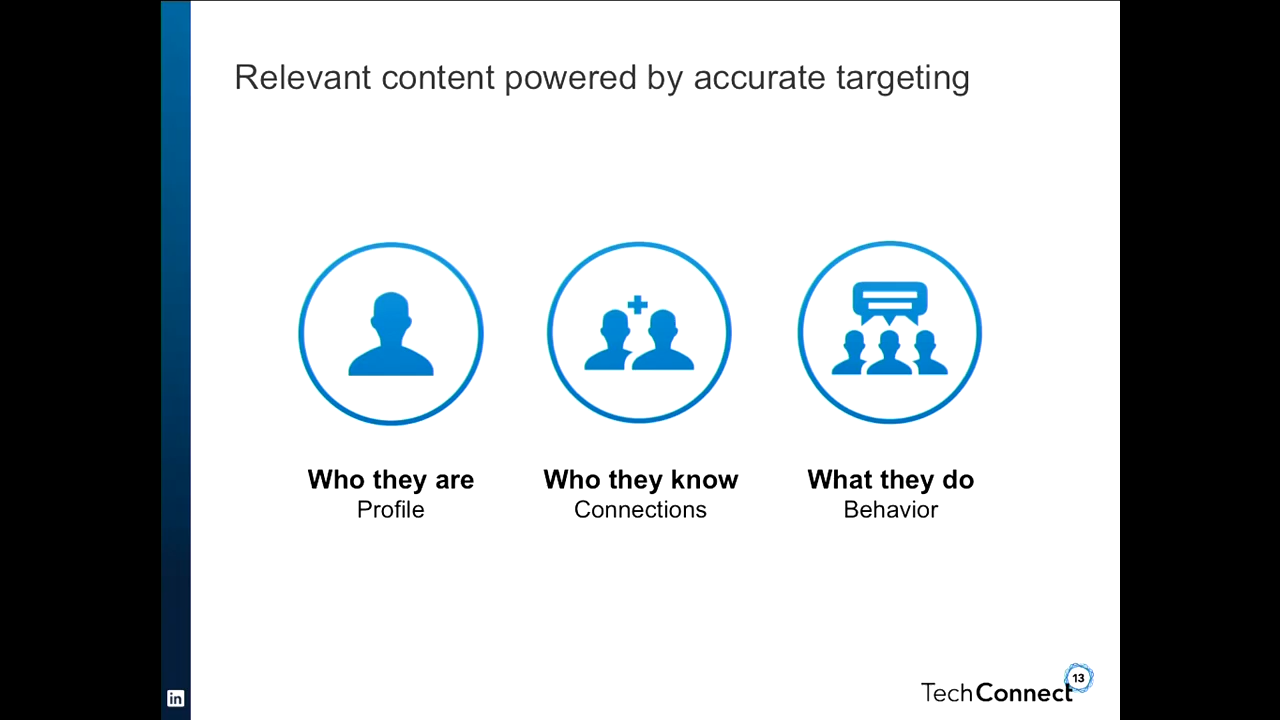 Relevant content powered by accurate targeting
Who they are
Profile
Who they know
Connections
What they do
Behavior
in
TechConnect 13